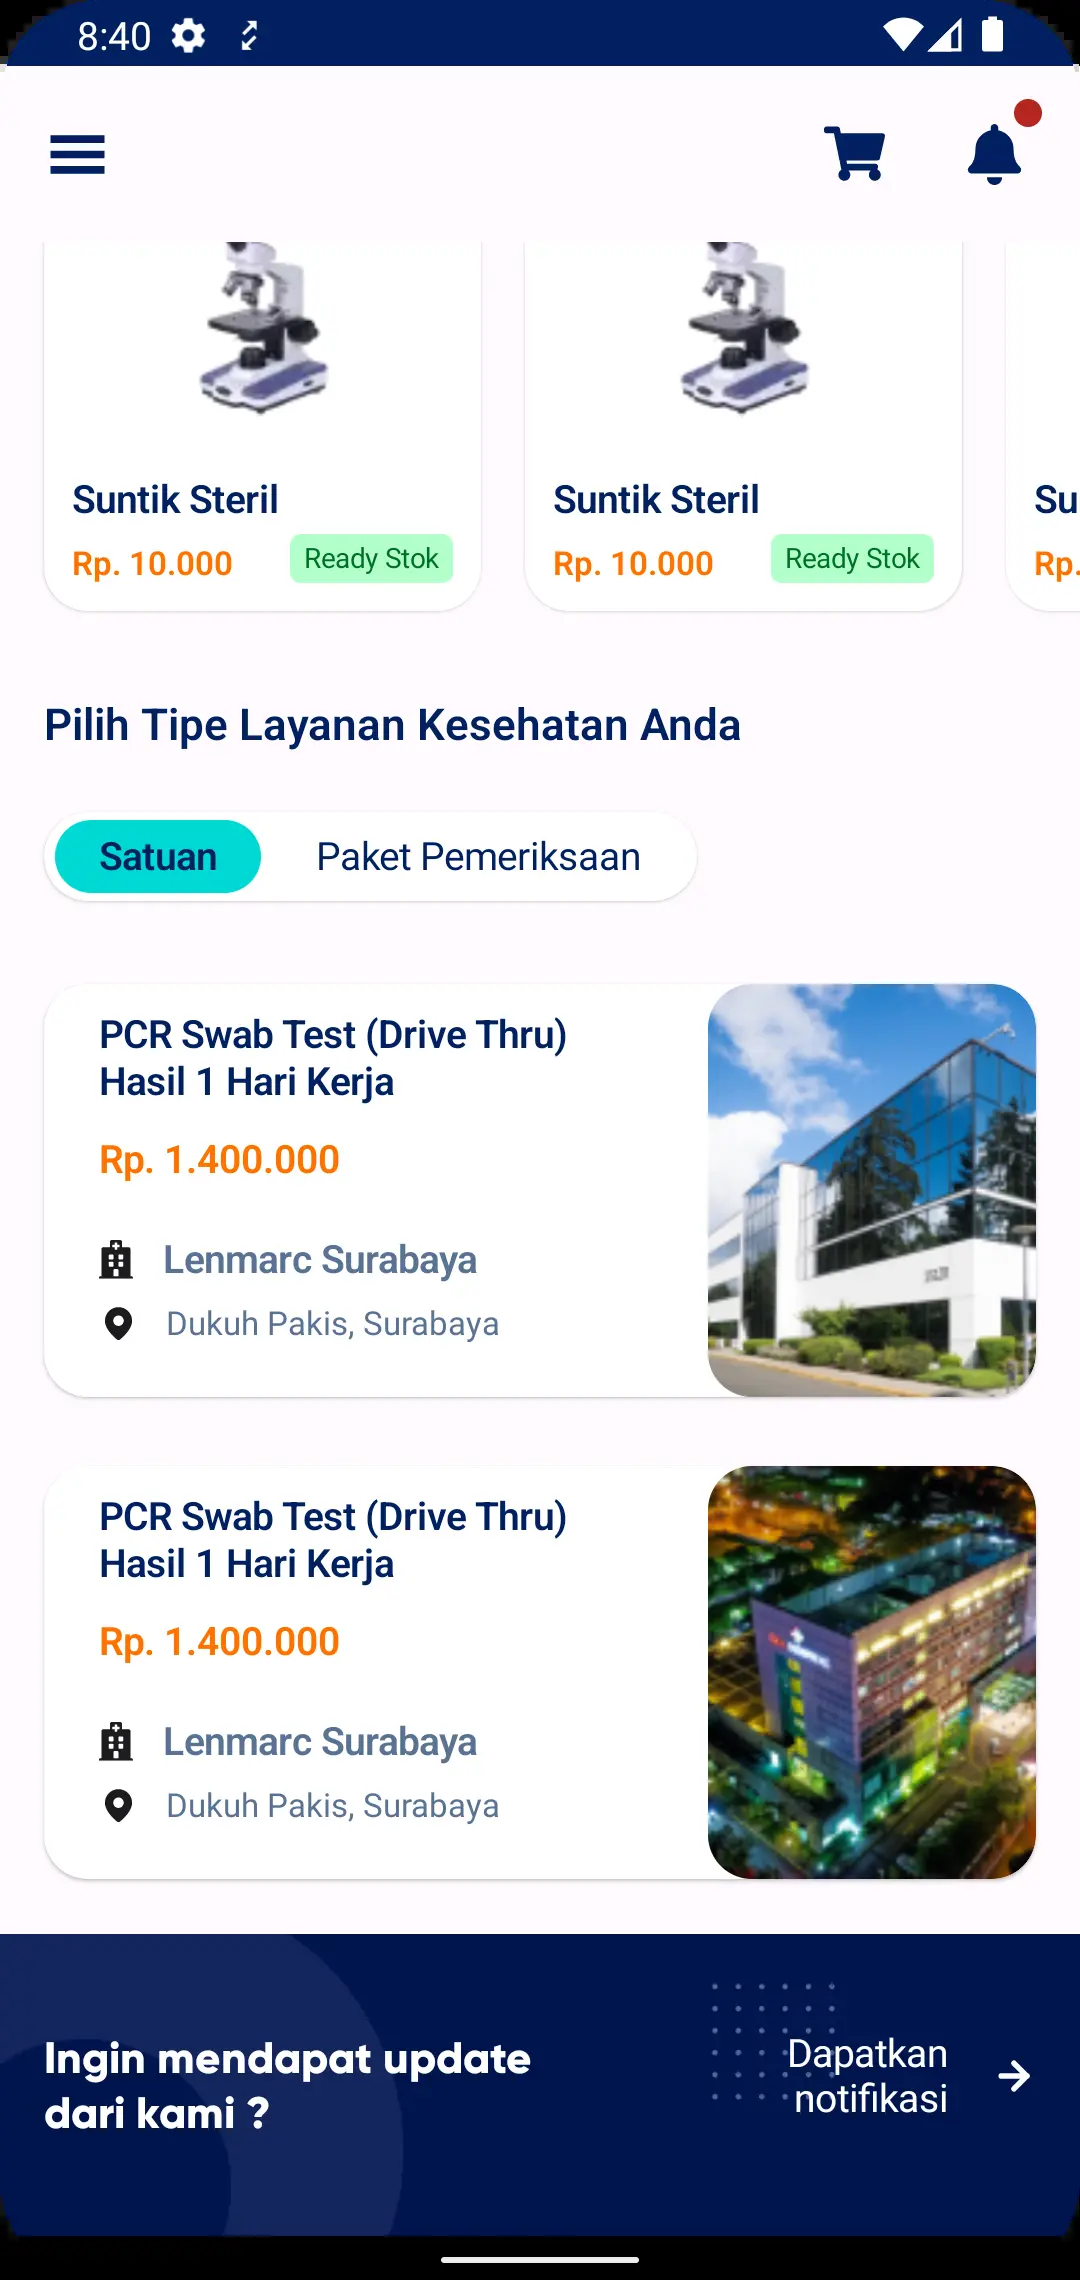 8:40
Suntik Steril
Rp. 10.000
Ready Stok
Suntik Steril
Rp. 10.000
Ready Stok
Su
Rp.
Pilih Tipe Layanan Kesehatan Anda
Satuan
Paket Pemeriksaan
PCR Swab Test (Drive Thru)
Hasil 1 Hari Kerja
Rp. 1.400.000
Lenmarc Surabaya
Dukuh Pakis, Surabaya
PCR Swab Test (Drive Thru)
Hasil 1 Hari Kerja
Rp. 1.400.000
Lenmarc Surabaya
Dukuh Pakis, Surabaya
Ingin mendapat update
dari kami ?
Dapatkan
notifikasi